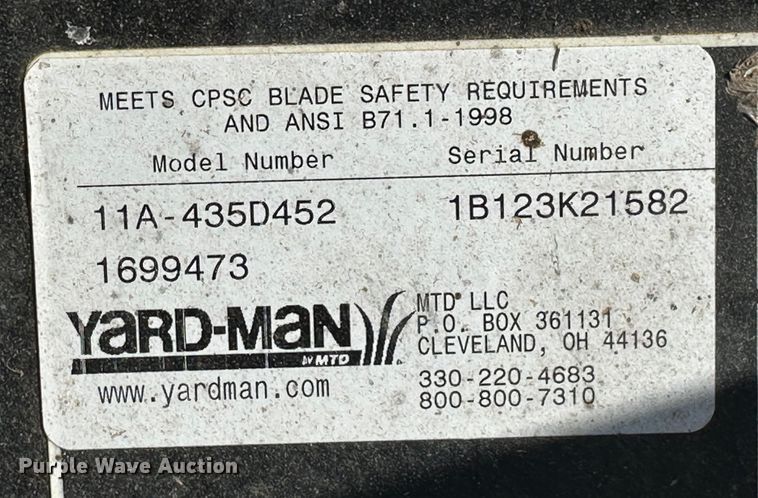 MEETS CPSC BLADE SAFETY REQUIREMENTS
AND ANSI B71.1-1998
Model Number Serial Number
11A-435D452 1B123K21582
1699473
YARD-MAN
BY MTD
www.yardman.com
MTD LLC
P.O. BOX 361131
CLEVELAND, OH 44136
330-220-4683
800-800-7310
Purple Wave Auction